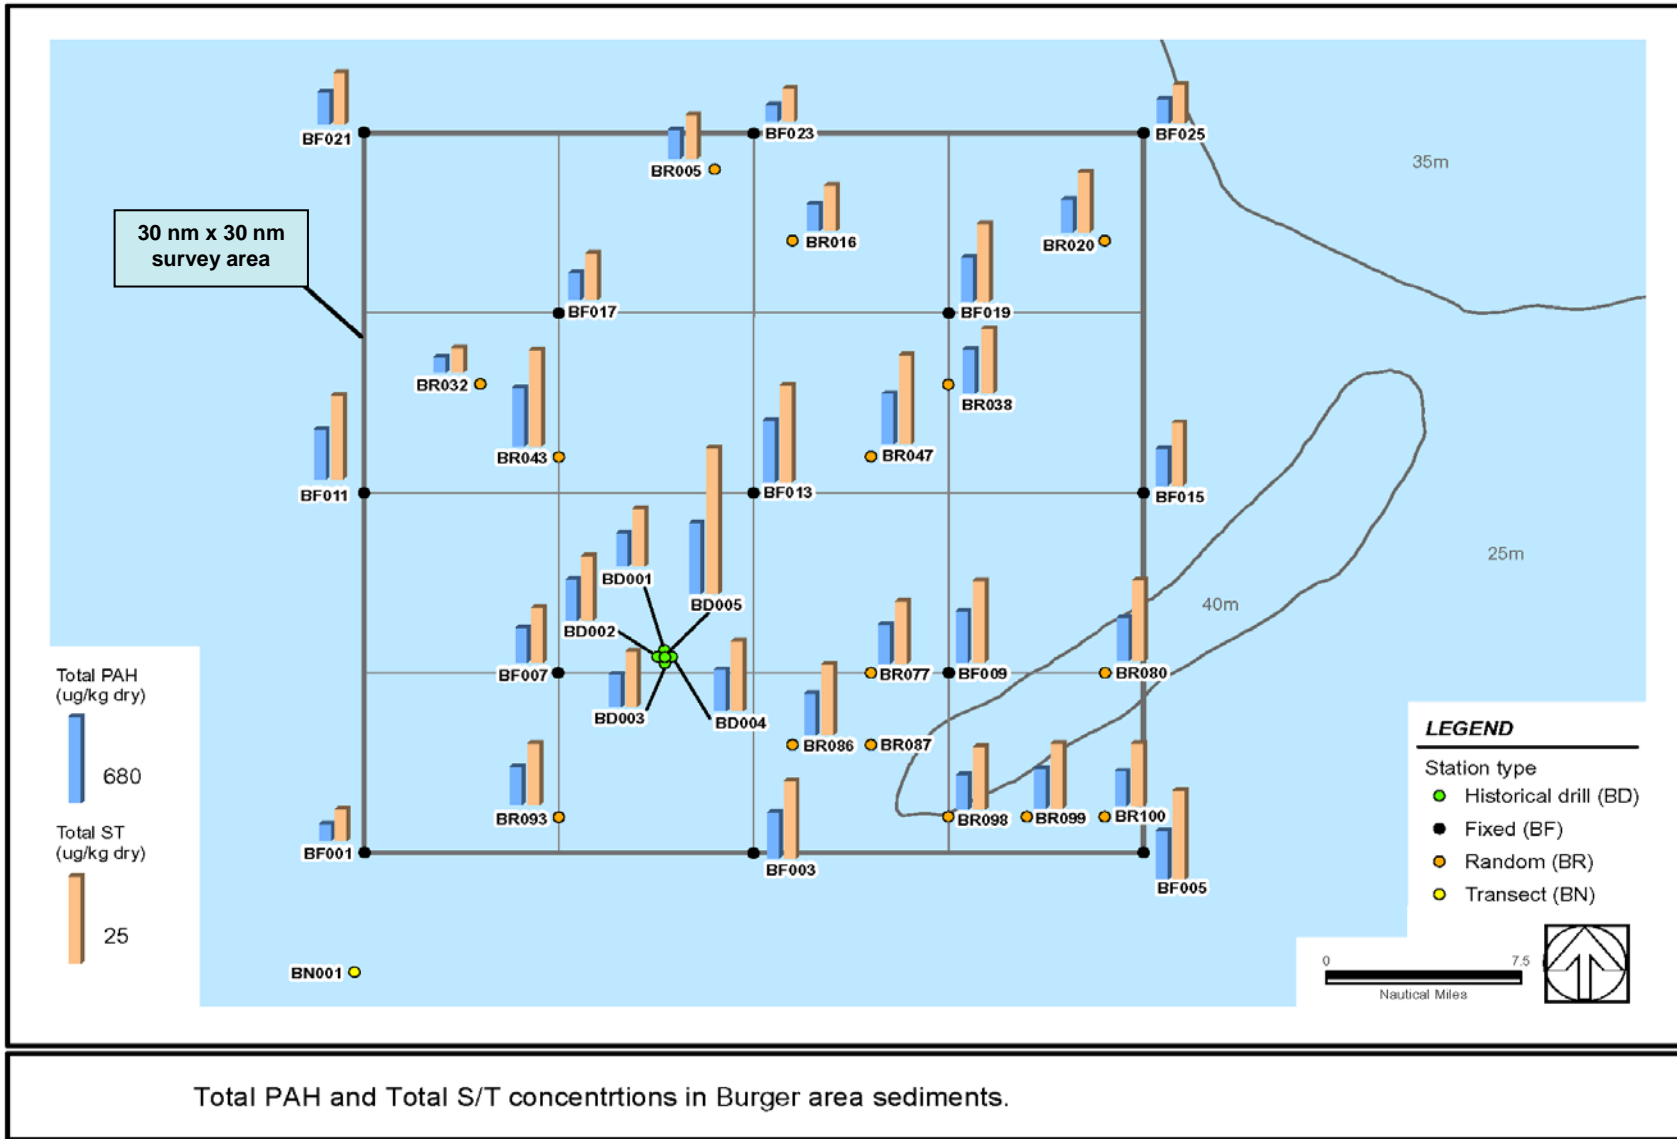 BF021
BF023
BF025
BR005
35m
30 nm x 30 nm
survey area
BR016
BR020
BF017
BF019
BR032
BR038
BR043
BR047
BF011
BF013
BF015
25m
BD001
40m
BD005
BD002
BF007
BR077
BF009
BR080
BD003
BD004
BR086
BR087
BR093
BR098
BR099
BR100
BF001
BF003
BF005
BN001
Total PAH
(ug/kg dry)
680
Total ST
(ug/kg dry)
25
LEGEND
Station type
Historical drill (BD)
Fixed (BF)
Random (BR)
Transect (BN)
0 7.5
Nautical Miles
Total PAH and Total S/T concentrtions in Burger area sediments.